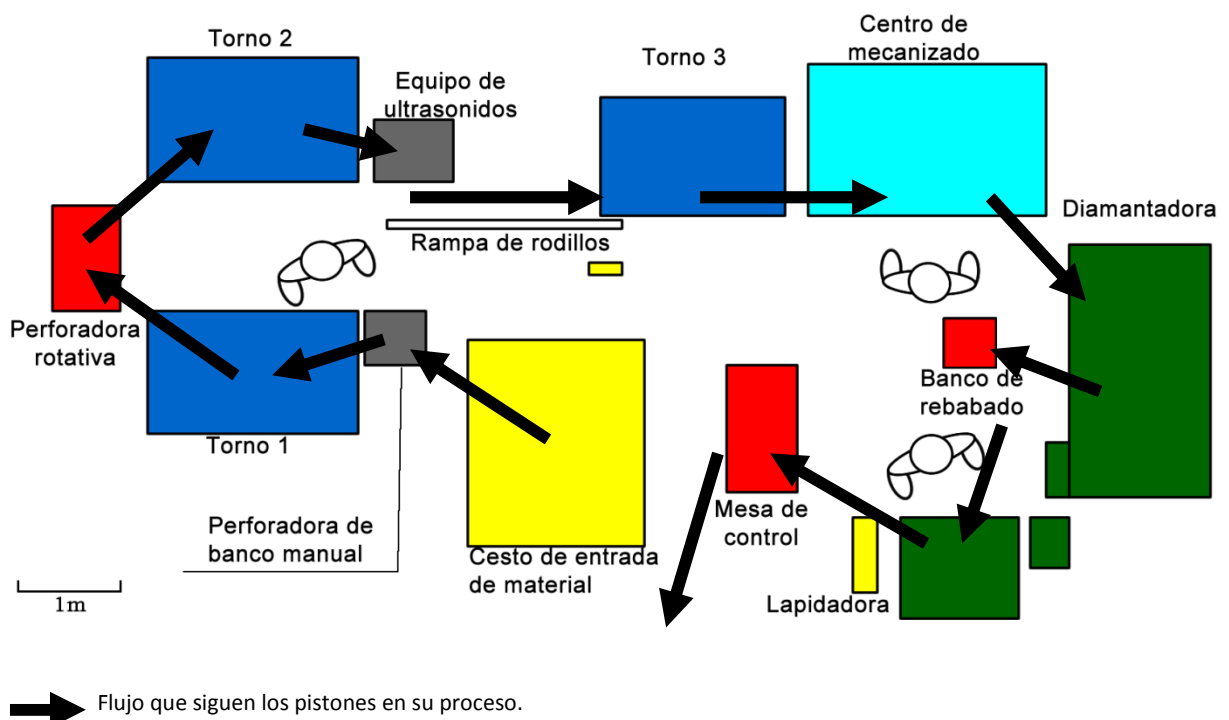 Torno 2
Centro de
mecanizado
Torno 3
Equipo de
ultrasonidos
Diamantadora
Rampa de rodillos
Perforadora
rotativa
Banco de
rebabado
Torno 1
Mesa de
control
Perforadora de
banco manual
Cesto de entrada
de material
Lapidadora
1m
Flujo que siguen los pistones en su proceso.